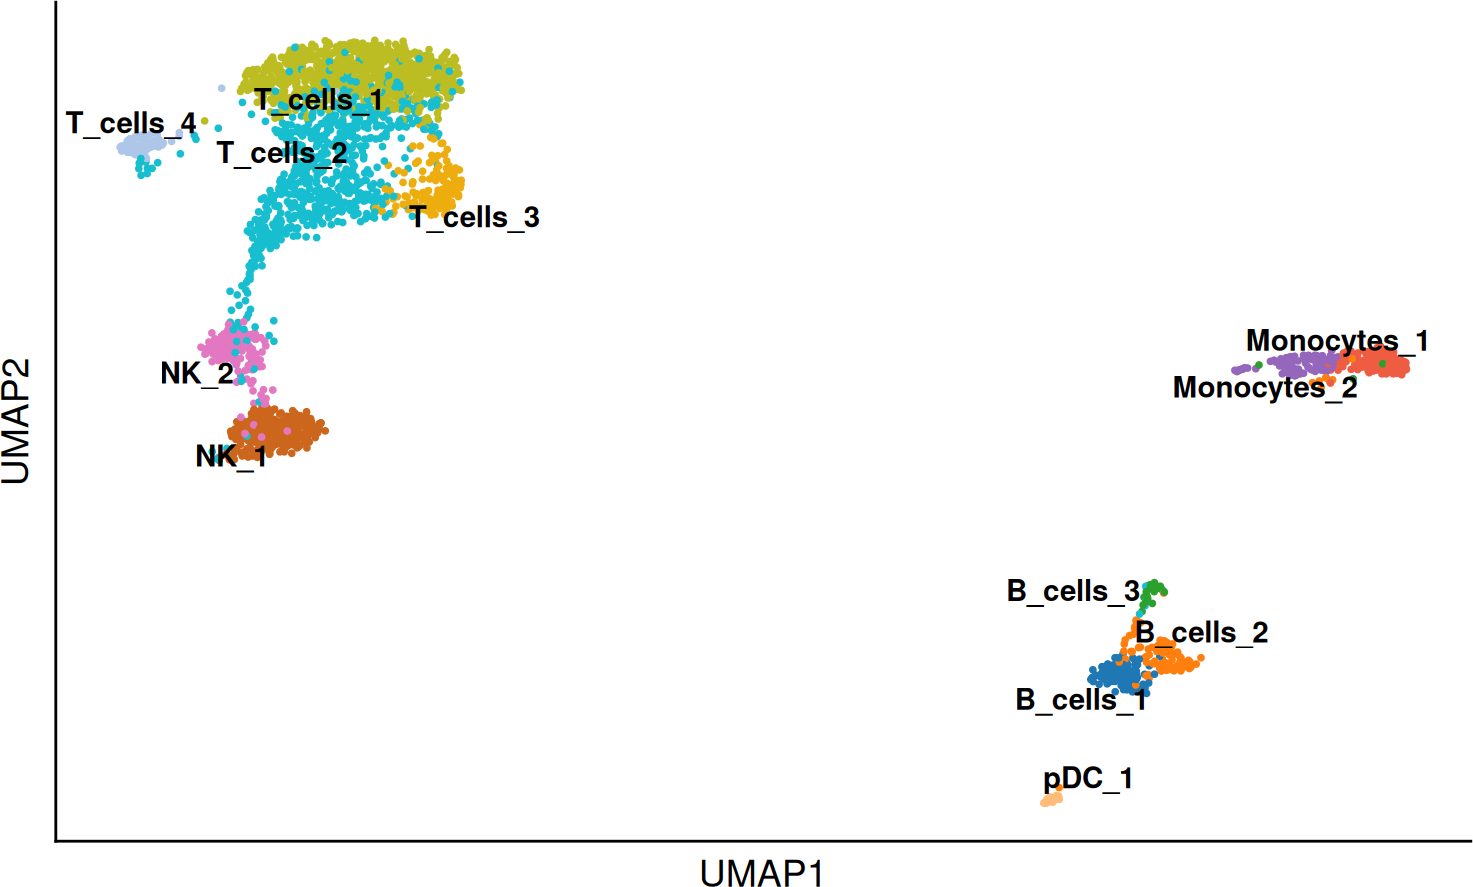 T_cells_1
T_cells_4
T_cells_2
T_cells_3
Monocytes_1
NK_2
Monocytes_2
NK_1
B_cells_3
B_cells_2
B_cells_1
pDC_1
UMAP2
UMAP1